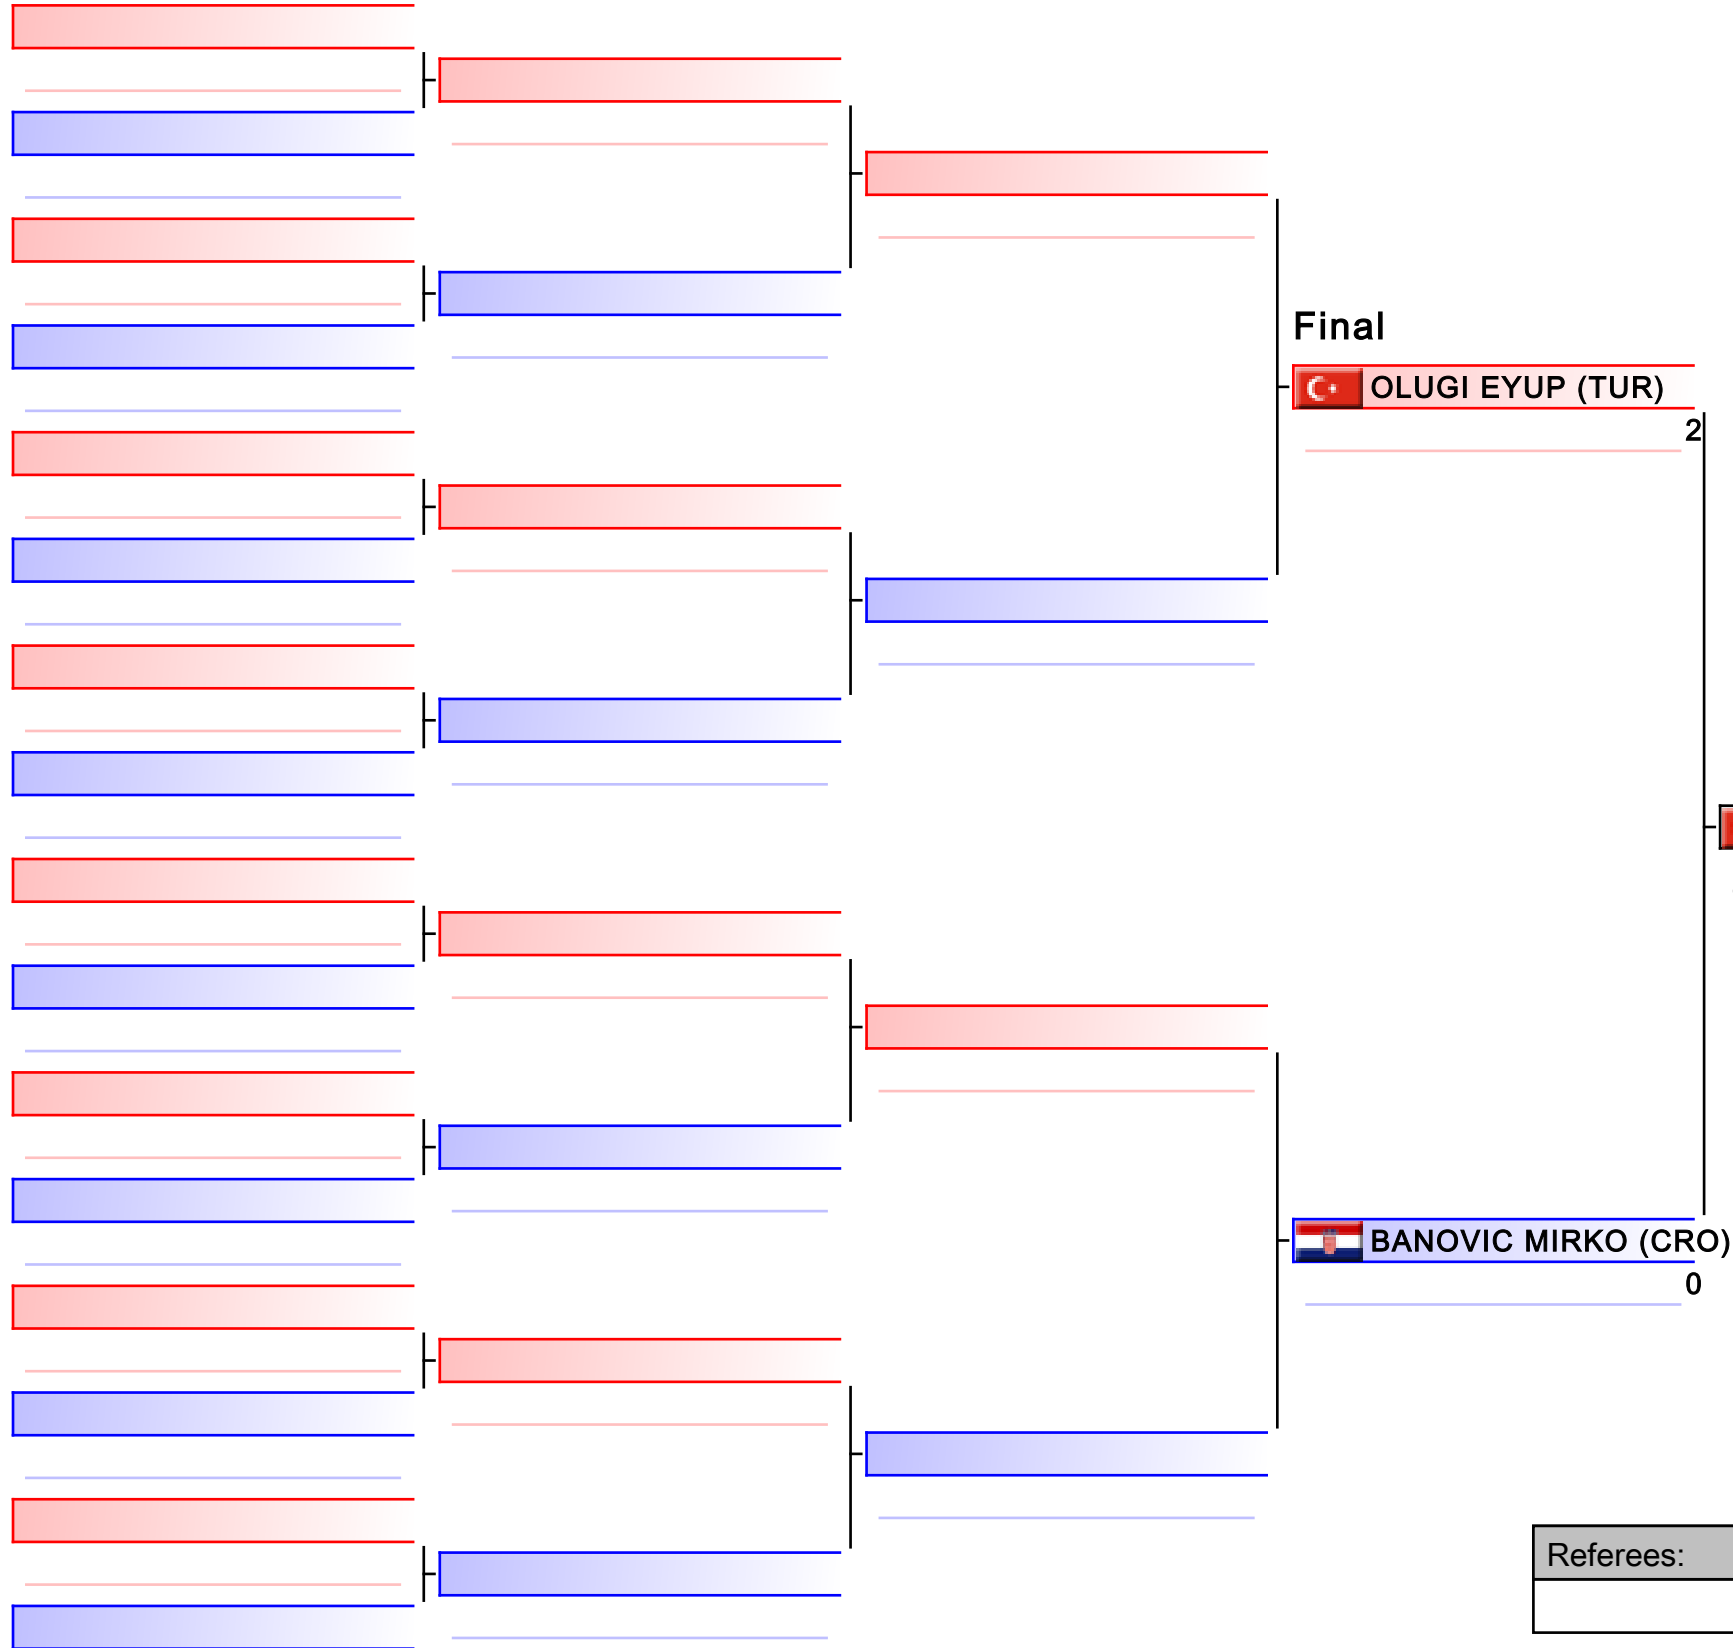 Final
OLUGI EYUP (TUR)
2
BANOVIC MIRKO (CRO)
0
Referees: